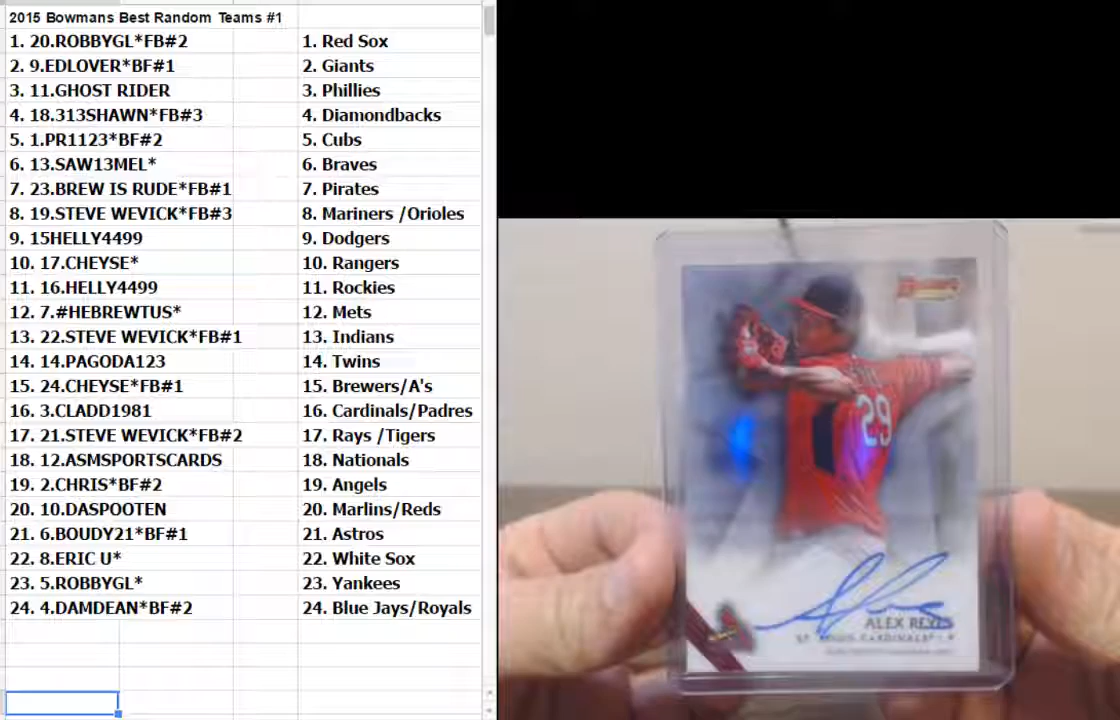 2015 Bowmans Best Random Teams #1
1. 20.ROBBYGL*FB#2 1. Red Sox
2. 9.EDLOVER*BF#1 2. Giants
3. 11.GHOST RIDER 3. Phillies
4. 18.313SHAWN*FB#3 4. Diamondbacks
5. 1.PR1123*BF#2 5. Cubs
6. 13.SAW13MEL* 6. Braves
7. 23.BREW IS RUDE*FB#1 7. Pirates
8. 19.STEVE WEVICK*FB#3 8. Mariners /Orioles
9. 15HELLY4499 9. Dodgers
10. 17.CHEYSE* 10. Rangers
11. 16.HELLY4499 11. Rockies
12. 7.#HEBREWTUS* 12. Mets
13. 22.STEVE WEVICK*FB#1 13. Indians
14. 14.PAGODA123 14. Twins
15. 24.CHEYSE*FB#1 15. Brewers/A's
16. 3.CLADD1981 16. Cardinals/Padres
17. 21.STEVE WEVICK*FB#2 17. Rays /Tigers
18. 12.ASMSPORTSCARDS 18. Nationals
19. 2.CHRIS*BF#2 19. Angels
20. 10.DASPOOTEN 20. Marlins/Reds
21. 6.BOUDY21*BF#1 21. Astros
22. 8.ERIC U* 22. White Sox
23. 5.ROBBYGL* 23. Yankees
24. 4.DAMDEAN*BF#2 24. Blue Jays/Royals
29
ALEX REYES
ST. LOUIS CARDINALS